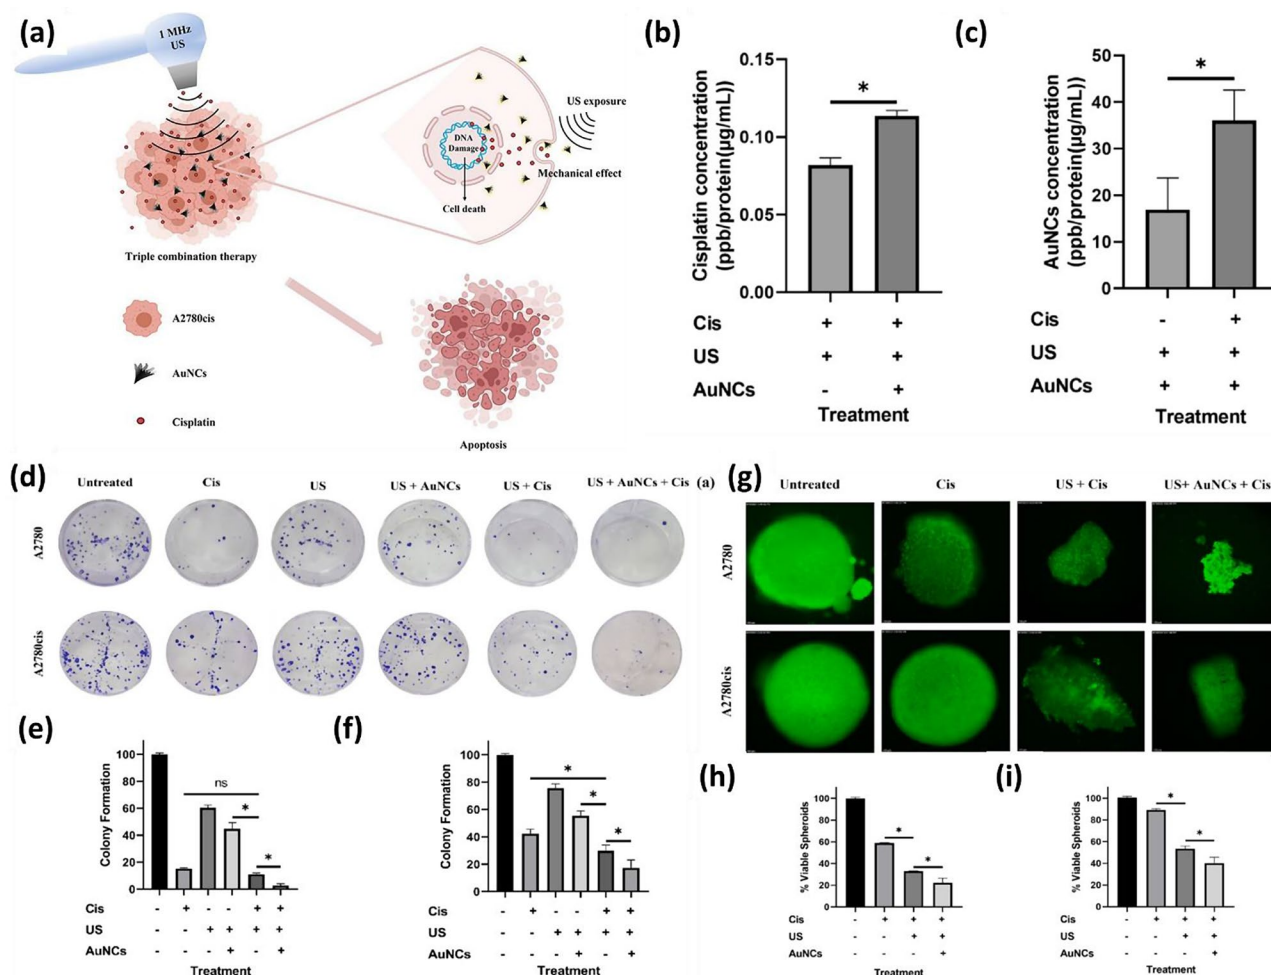 (a)
1 MHz
US
US exposure
DNA
Damage
Mechanical effect
Cell death
Triple combination therapy
A2780cis
AuNCs
Cisplatin
Apoptosis
(b)
Cisplatin concentration
(ppb/protein(µg/mL))
0.15
0.10
0.05
0.00
*
Cis + +
US + +
AuNCs - +
Treatment
(c)
AuNCs concentration
(ppb/protein(µg/mL))
50
40
30
20
10
0
*
Cis - +
US + +
AuNCs + +
Treatment
(d)
Untreated Cis US US + AuNCs US + Cis US + AuNCs + Cis (a)
A2780
A2780cis
(g)
Untreated Cis US + Cis US+ AuNCs + Cis
A2780
A2780cis
(e)
Colony Formation
100
80
60
40
20
0
ns
*
*
Cis - + - - + +
US - - + + + +
AuNCs - - - + - +
Treatment
(f)
Colony Formation
100
80
60
40
20
0
*
*
*
Cis - + - - + +
US - - + + + +
AuNCs - - - + - +
Treatment
(h)
% Viable Spheroids
100
80
60
40
20
0
*
*
Cis - + + +
US - - + +
AuNCs - - - +
Treatment
(i)
% Viable Spheroids
100
80
60
40
20
0
*
*
Cis - + + +
US - - + +
AuNCs - - - +
Treatment